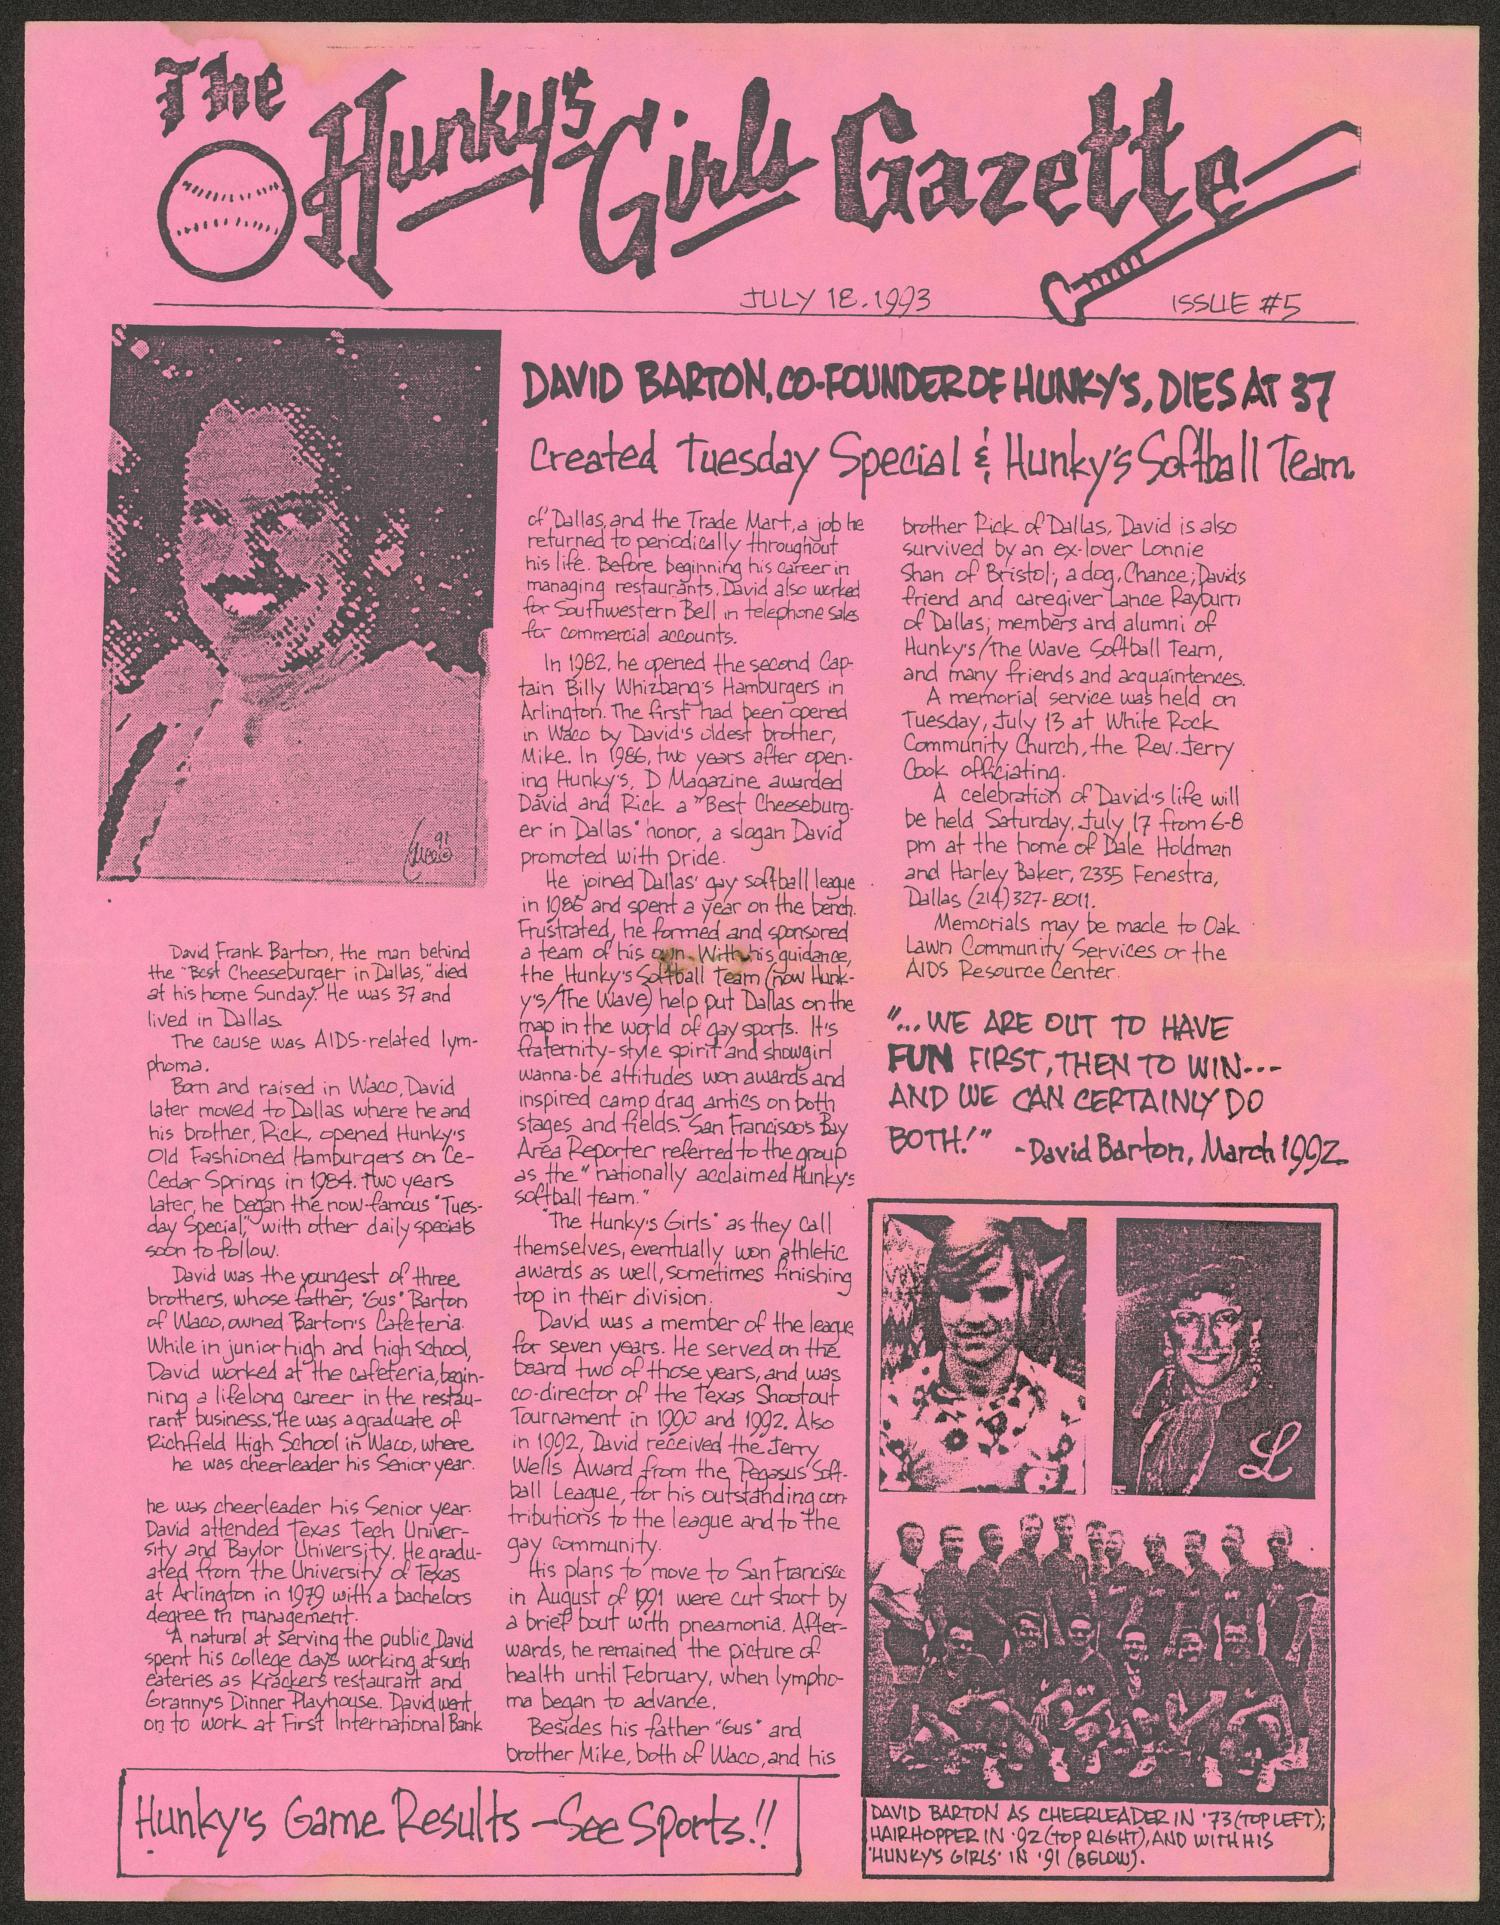 The Hunky's Girls Gazette
JULY 18.1993
ISSUE #5
DAVID BARTON, CO-FOUNDER OF HUNKY'S, DIES AT 37
Created Tuesday Special & Hunky's Softball Team.
David Frank Barton, the man behind
the "Best Cheeseburger in Dallas," died
at his home Sunday. He was 37 and
lived in Dallas.
The cause was AIDS-related lym-
phoma.
Born and raised in Waco, David
later moved to Dallas where he and
his brother, Rick, opened Hunky's
Old Fashioned Hamburgers on Ce-
Cedar Springs in 1984. Two years
later, he began the now-famous "Tues-
day Special," with other daily specials
soon to follow.
David was the youngest of three
brothers, whose father, "Gus" Barton
of Waco, owned Barton's Cafeteria.
While in junior high and high school,
David worked at the cafeteria, begin-
ning a lifelong career in the restau-
rant business. He was a graduate of
Richfield High School in Waco, where
he was cheerleader his Senior year.
he was cheerleader his Senior year.
David attended Texas Tech Univer-
sity and Baylor University. He gradu-
ated from the University of Texas
at Arlington in 1979 with a bachelors
degree in management.
A natural at serving the public, David
spent his college days working at such
eateries as Krackers restaurant and
Granny's Dinner Playhouse. David went
on to work at First International Bank
of Dallas, and the Trade Mart, a job he
returned to periodically throughout
his life. Before beginning his career in
managing restaurants, David also worked
for Southwestern Bell in telephone sales
for commercial accounts.
In 1982, he opened the second Cap-
tain Billy Whizbang's Hamburgers in
Arlington. The first had been opened
in Waco by David's oldest brother,
Mike. In 1986, two years after open-
ing Hunky's, D Magazine awarded
David and Rick a "Best Cheeseburg-
er in Dallas" honor, a slogan David
promoted with pride.
He joined Dallas' gay softball league
in 1986 and spent a year on the bench.
Frustrated, he formed and sponsored
a team of his own. With his guidance,
the Hunky's Softball Team (now Hunk-
y's/The Wave) help put Dallas on the
map in the world of gay sports. It's
fraternity-style spirit and showgirl
wanna-be attitudes won awards and
inspired camp drag antics on both
stages and fields. San Francisco's Bay
Area Reporter referred to the group
as the "nationally acclaimed Hunky's
softball team."
"The Hunky's Girls" as they call
themselves, eventually won athletic
awards as well, sometimes finishing
top in their division.
David was a member of the league
for seven years. He served on the
board two of those years, and was
co-director of the Texas Shootout
Tournament in 1990 and 1992. Also
in 1992, David received the Jerry
Wells Award from the Pegasus Soft-
ball League, for his outstanding con-
tributions to the league and to the
gay community.
His plans to move to San Francisco
in August of 1991 were cut short by
a brief bout with pneamonia. After-
wards, he remained the picture of
health until February, when lympho-
ma began to advance.
Besides his father "Gus" and
brother Mike, both of Waco, and his
brother Rick of Dallas, David is also
survived by an ex-lover Lonnie
Shan of Bristol; a dog, Chance; David's
friend and caregiver Lance Rayburn
of Dallas; members and alumni of
Hunky's/The Wave Softball Team,
and many friends and acquaintences.
A memorial service was held on
Tuesday, July 13 at White Rock
Community Church, the Rev. Jerry
Cook officiating.
A celebration of David's life will
be held Saturday, July 17 from 6-8
pm at the home of Dale Holdman
and Harley Baker, 2335 Fenestra,
Dallas (214) 327-8011.
Memorials may be made to Oak
Lawn Community Services or the
AIDS Resource Center.
"...WE ARE OUT TO HAVE
FUN FIRST, THEN TO WIN---
AND WE CAN CERTAINLY DO
BOTH!" -David Barton, March 1992
L
DAVID BARTON AS CHEERLEADER IN '73 (TOP LEFT);
HAIRHOPPER IN '92 (TOP RIGHT), AND WITH HIS
'HUNKY'S GIRLS' IN '91 (BELOW).
Hunky's Game Results - See Sports!!